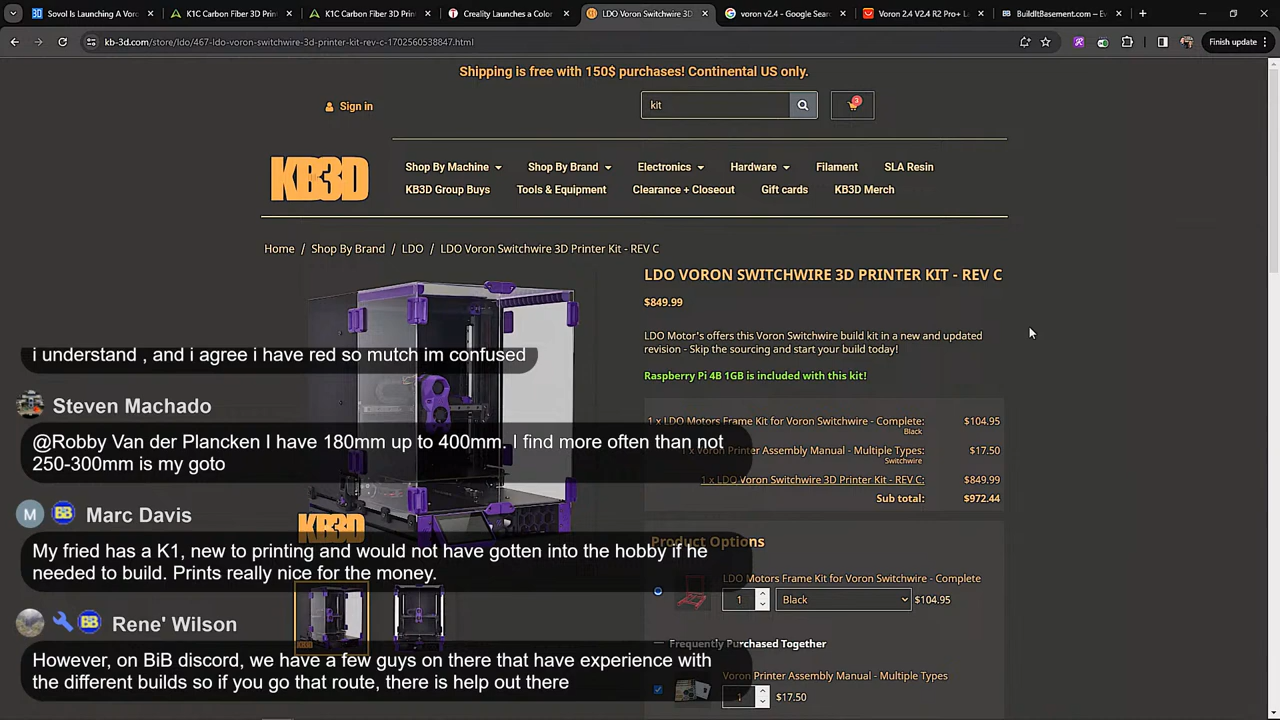 Sovol Is Launching A Voro
K1C Carbon Fiber 3D Print
K1C Carbon Fiber 3D Print
Creality Launches a Color
LDO Voron Switchwire 3D
voron v2.4 - Google Sear
Voron 2.4 V2.4 R2 Pro+ L
BuildItBasement.com – Ev
kb-3d.com/store/ldo/467-ldo-voron-switchwire-3d-printer-kit-rev-c-1702560538847.html
Finish update
Shipping is free with 150$ purchases! Continental US only.
Sign in
kit
3
KB3D
Shop By Machine
Shop By Brand
Electronics
Hardware
Filament
SLA Resin
KB3D Group Buys
Tools & Equipment
Clearance + Closeout
Gift cards
KB3D Merch
Home / Shop By Brand / LDO / LDO Voron Switchwire 3D Printer Kit - REV C
LDO VORON SWITCHWIRE 3D PRINTER KIT - REV C
$849.99
LDO Motor's offers this Voron Switchwire build kit in a new and updated
revision - Skip the sourcing and start your build today!
Raspberry Pi 4B 1GB is included with this kit!
1 x LDO Motors Frame Kit for Voron Switchwire - Complete: $104.95
Black
1 x Voron Printer Assembly Manual - Multiple Types: $17.50
Switchwire
1 x LDO Voron Switchwire 3D Printer Kit - REV C: $849.99
Sub total: $972.44
Product Options
LDO Motors Frame Kit for Voron Switchwire - Complete
1 Black $104.95
Frequently Purchased Together
Voron Printer Assembly Manual - Multiple Types
1 $17.50
KB3D
i understand , and i agree i have red so mutch im confused
Steven Machado
@Robby Van der Plancken I have 180mm up to 400mm. I find more often than not
250-300mm is my goto
M BB Marc Davis
My fried has a K1, new to printing and would not have gotten into the hobby if he
needed to build. Prints really nice for the money.
BB Rene' Wilson
However, on BiB discord, we have a few guys on there that have experience with
the different builds so if you go that route, there is help out there